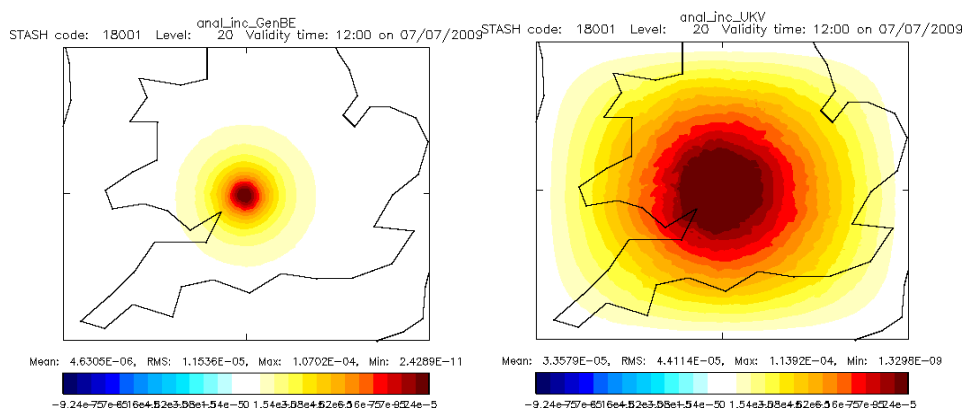 anal_inc_GenBE
STASH code: 18001 Level: 20 Validity time: 12:00 on 07/07/2009
Mean: 4.6305E-06, RMS: 1.1536E-05, Max: 1.0702E-04, Min: 2.4289E-11
anal_inc_UKV
STASH code: 18001 Level: 20 Validity time: 12:00 on 07/07/2009
Mean: 3.3579E-05, RMS: 4.4114E-05, Max: 1.1392E-04, Min: 1.3298E-09